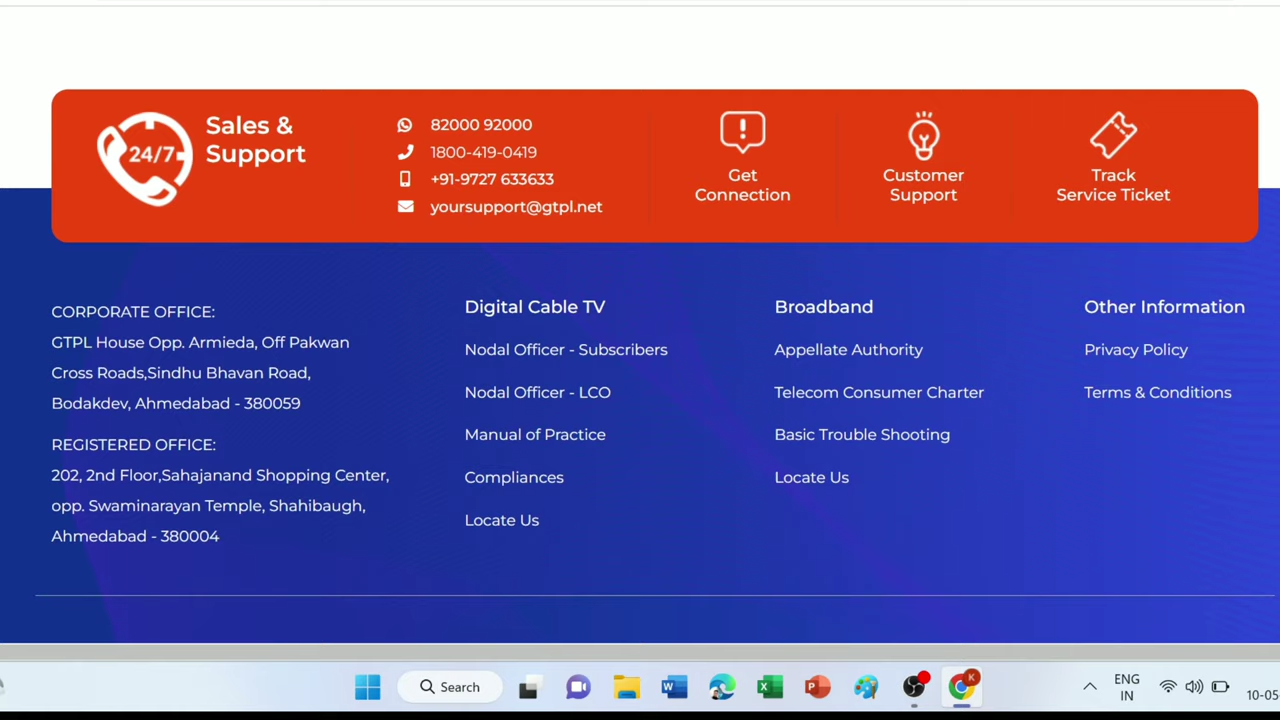 24/7
Sales &
Support
82000 92000
1800-419-0419
+91-9727 633633
yoursupport@gtpl.net
Get
Connection
Customer
Support
Track
Service Ticket
CORPORATE OFFICE:
GTPL House Opp. Armieda, Off Pakwan
Cross Roads,Sindhu Bhavan Road,
Bodakdev, Ahmedabad - 380059
REGISTERED OFFICE:
202, 2nd Floor,Sahajanand Shopping Center,
opp. Swaminarayan Temple, Shahibaugh,
Ahmedabad - 380004
Digital Cable TV
Nodal Officer - Subscribers
Nodal Officer - LCO
Manual of Practice
Compliances
Locate Us
Broadband
Appellate Authority
Telecom Consumer Charter
Basic Trouble Shooting
Locate Us
Other Information
Privacy Policy
Terms & Conditions
Search
W
X
P
K
ENG
IN
10-05